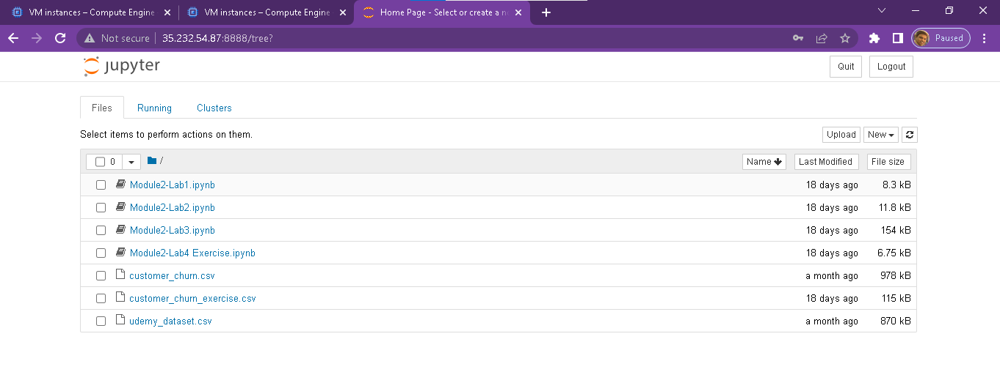 VM instances – Compute Engine
VM instances – Compute Engine
Home Page - Select or create a n
Not secure
35.232.54.87:8888/tree?
Paused
jupyter
Quit
Logout
Files
Running
Clusters
Select items to perform actions on them.
Upload
New
0
/
Name
Last Modified
File size
Module2-Lab1.ipynb 18 days ago 8.3 kB
Module2-Lab2.ipynb 18 days ago 11.8 kB
Module2-Lab3.ipynb 18 days ago 154 kB
Module2-Lab4 Exercise.ipynb 18 days ago 6.75 kB
customer_churn.csv a month ago 978 kB
customer_churn_exercise.csv 18 days ago 115 kB
udemy_dataset.csv a month ago 870 kB